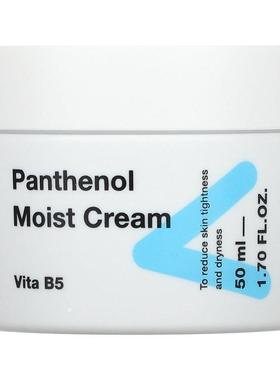 Panthenol
Moist Cream
Vita B5
To reduce skin tightness
and dryness
50 ml —
1.70 FL.OZ.